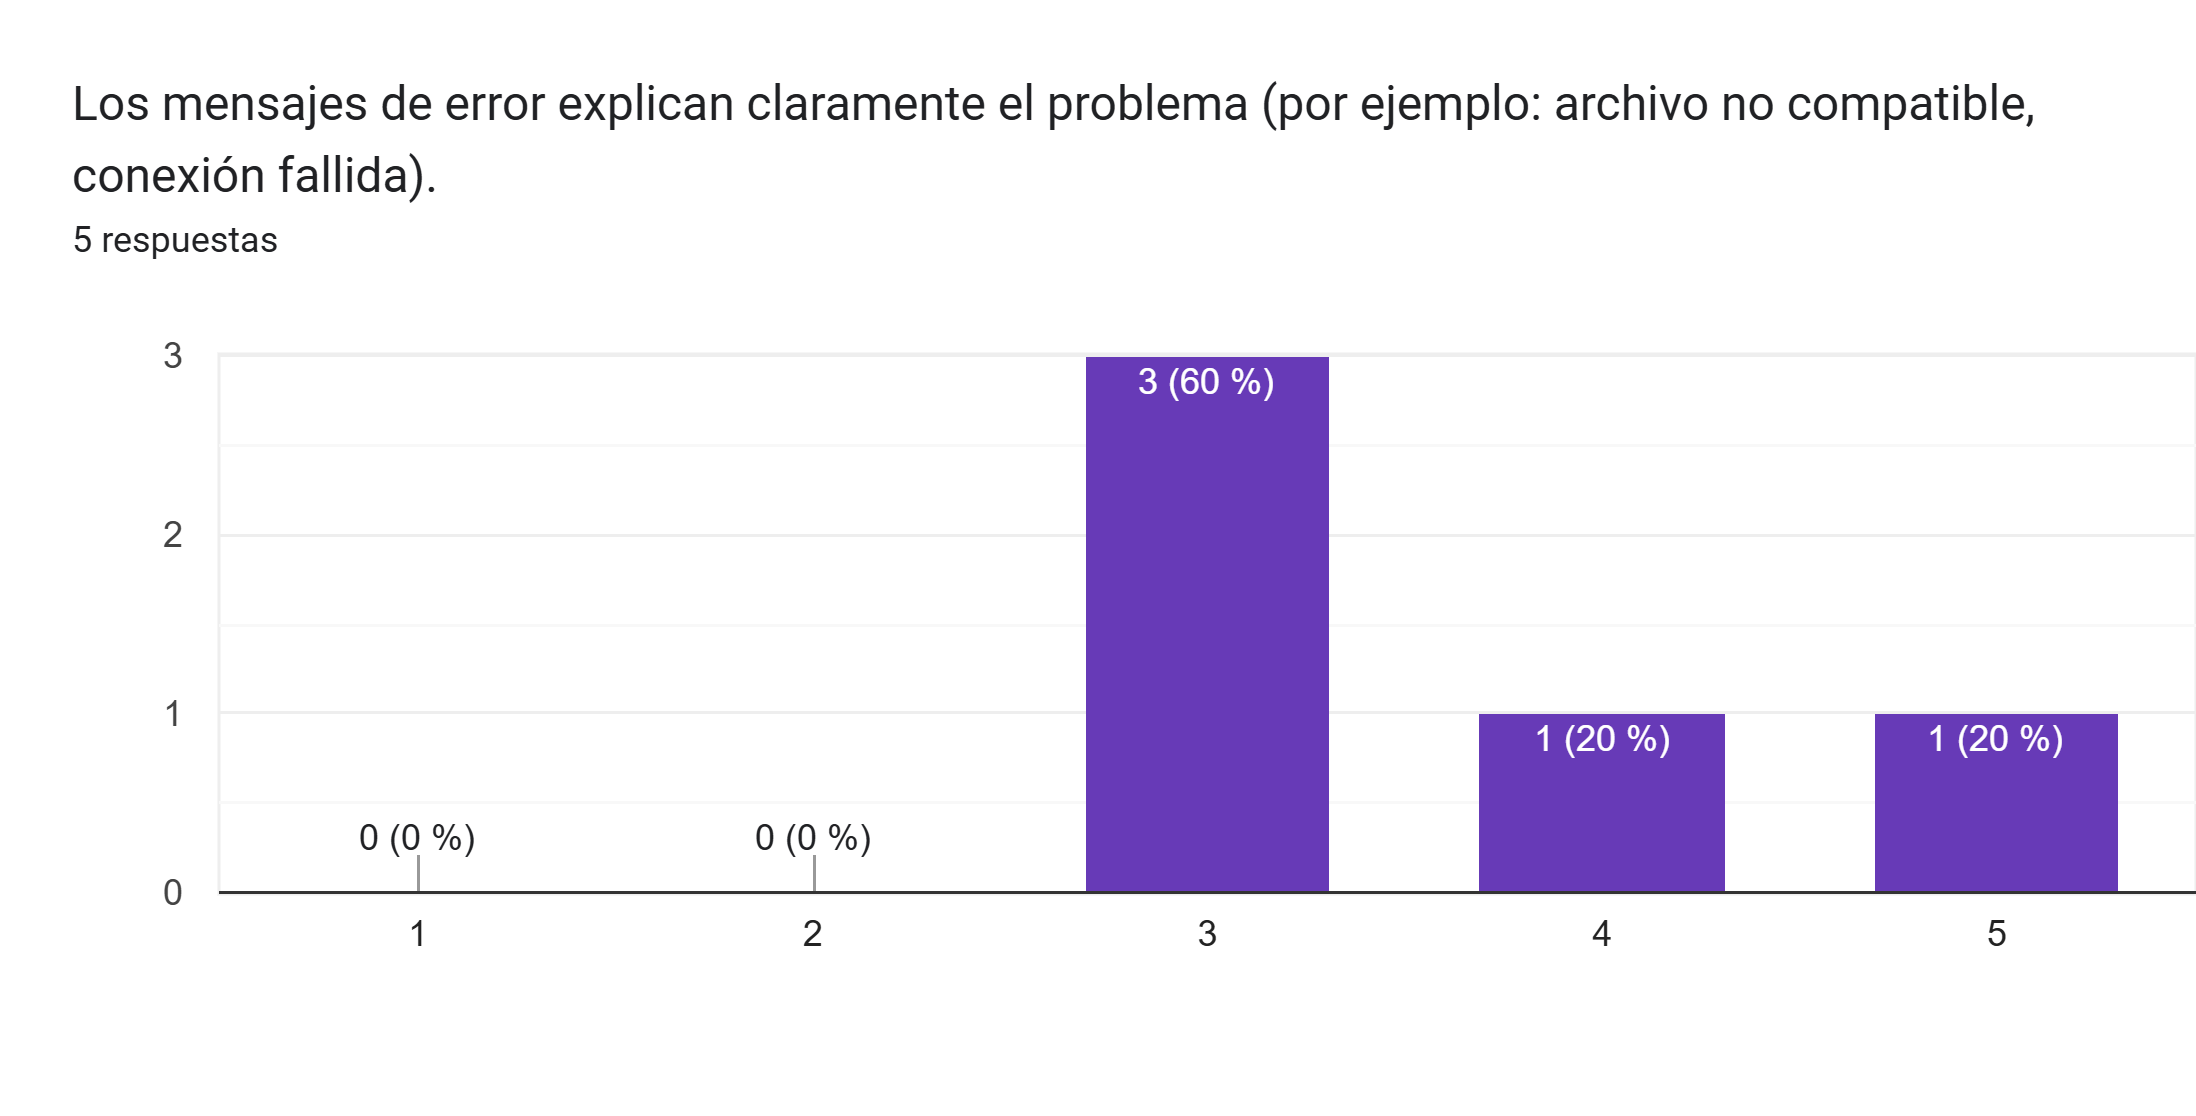 Los mensajes de error explican claramente el problema (por ejemplo: archivo no compatible,
conexión fallida).
5 respuestas
3
2
1
0
0 (0 %)
0 (0 %)
3 (60 %)
1 (20 %)
1 (20 %)
1
2
3
4
5